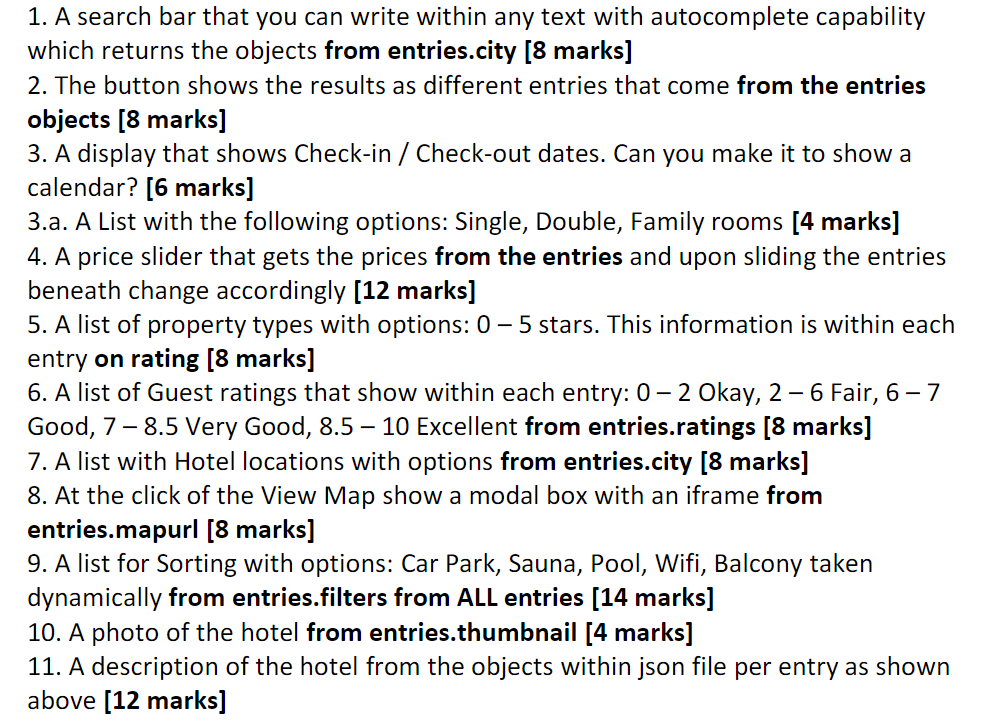 1. A search bar that you can write within any text with autocomplete capability
which returns the objects from entries.city [8 marks]
2. The button shows the results as different entries that come from the entries
objects [8 marks]
3. A display that shows Check-in / Check-out dates. Can you make it to show a
calendar? [6 marks]
3.a. A List with the following options: Single, Double, Family rooms [4 marks]
4. A price slider that gets the prices from the entries and upon sliding the entries
beneath change accordingly [12 marks]
5. A list of property types with options: 0 – 5 stars. This information is within each
entry on rating [8 marks]
6. A list of Guest ratings that show within each entry: 0 – 2 Okay, 2 – 6 Fair, 6 – 7
Good, 7 – 8.5 Very Good, 8.5 – 10 Excellent from entries.ratings [8 marks]
7. A list with Hotel locations with options from entries.city [8 marks]
8. At the click of the View Map show a modal box with an iframe from
entries.mapurl [8 marks]
9. A list for Sorting with options: Car Park, Sauna, Pool, Wifi, Balcony taken
dynamically from entries.filters from ALL entries [14 marks]
10. A photo of the hotel from entries.thumbnail [4 marks]
11. A description of the hotel from the objects within json file per entry as shown
above [12 marks]